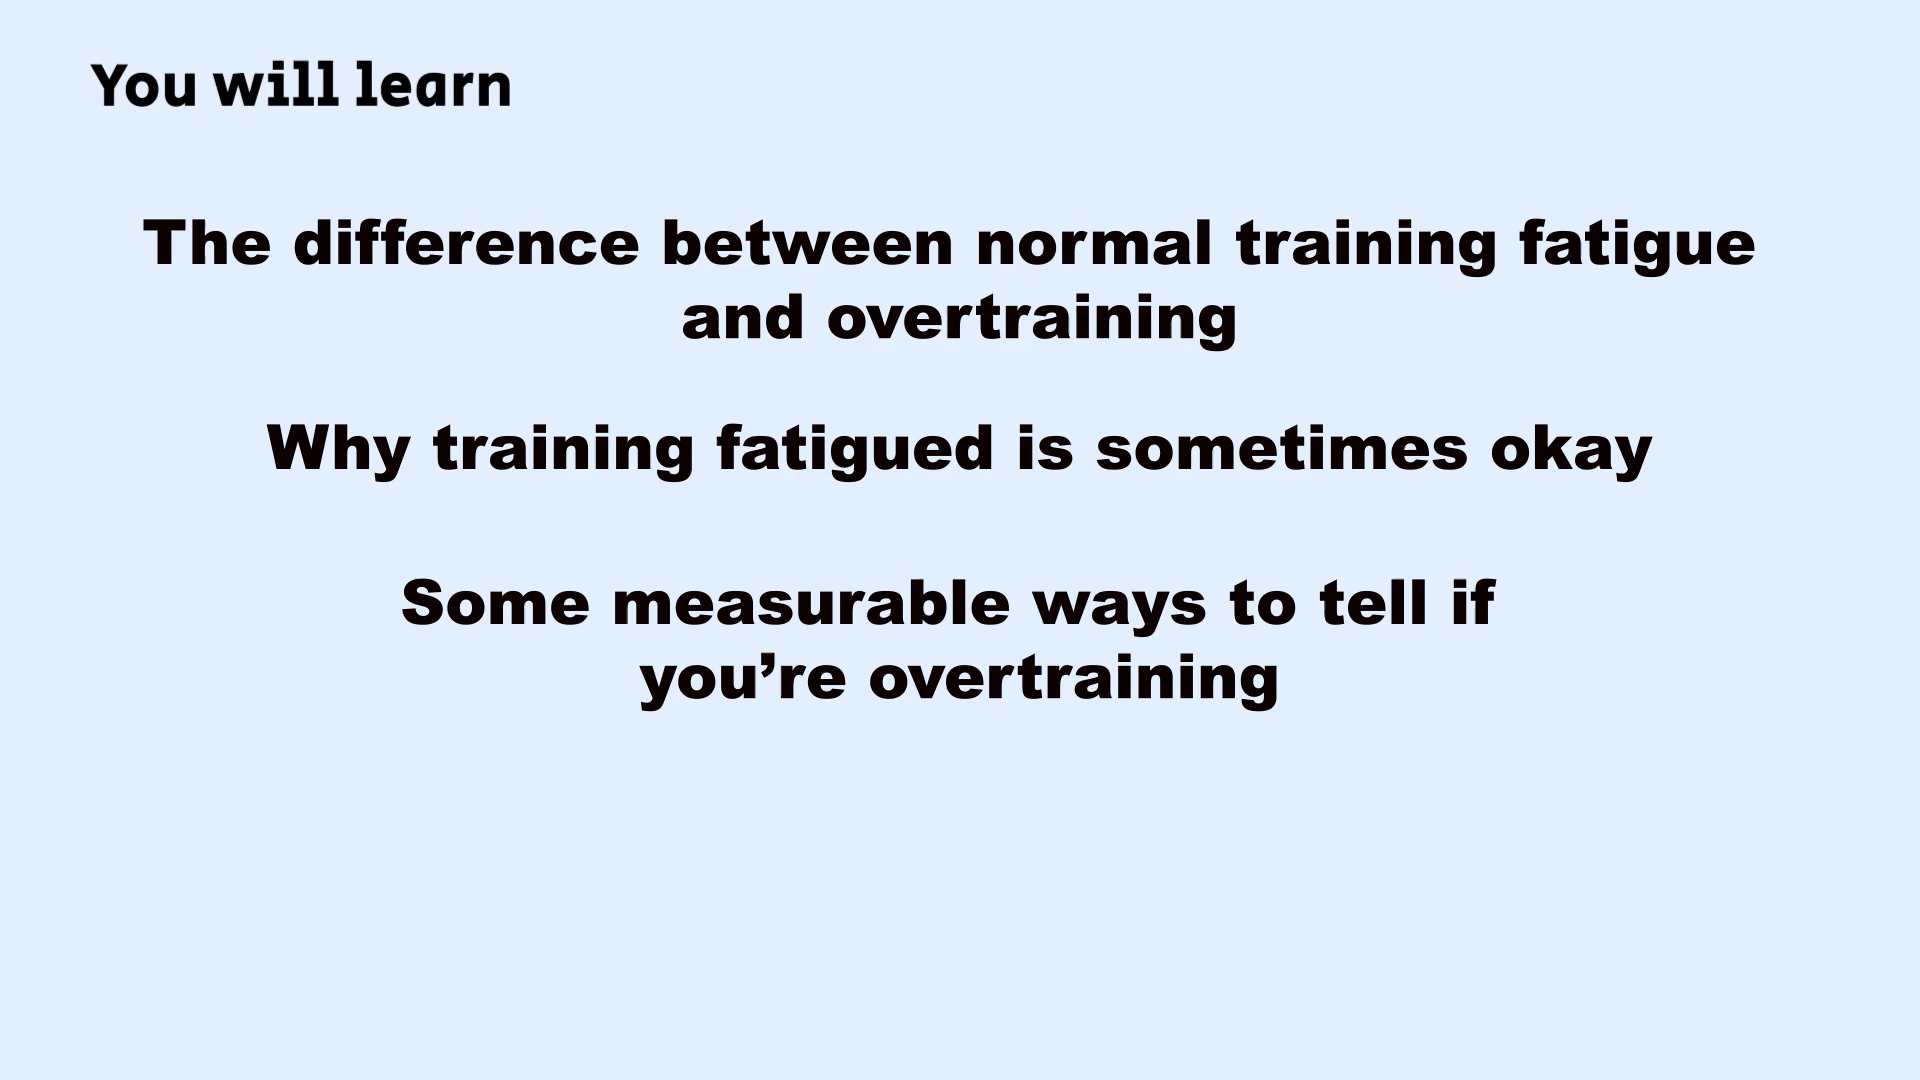 You will learn
The difference between normal training fatigue
and overtraining
Why training fatigued is sometimes okay
Some measurable ways to tell if
you’re overtraining